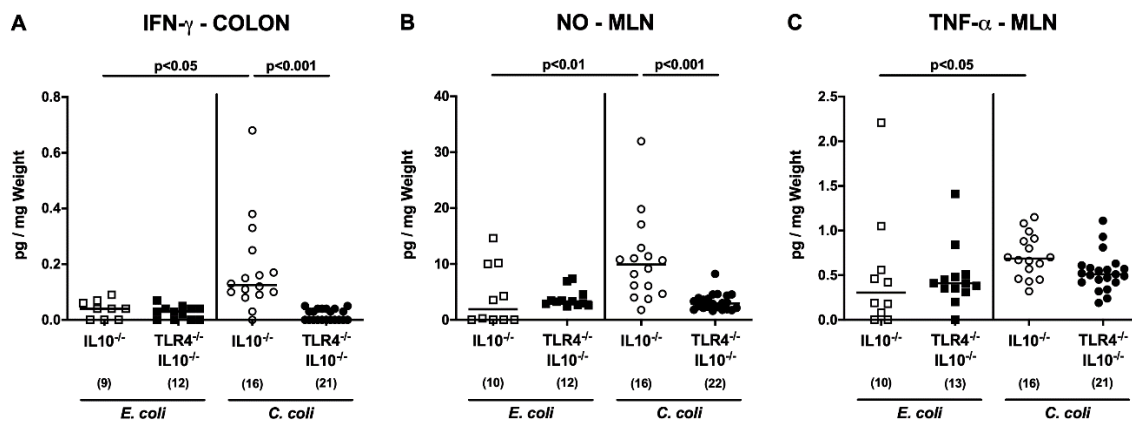 A IFN-γ - COLON
p<0.05 p<0.001
pg / mg Weight
0.8
0.6
0.4
0.2
0.0
IL10-/- TLR4-/- IL10-/- TLR4-/-
IL10-/- IL10-/-
(9) (12) (16) (21)
E. coli C. coli
B NO - MLN
p<0.01 p<0.001
pg / mg Weight
40
30
20
10
0
IL10-/- TLR4-/- IL10-/- TLR4-/-
IL10-/- IL10-/-
(10) (12) (16) (22)
E. coli C. coli
C TNF-α - MLN
p<0.05
pg / mg Weight
2.5
2.0
1.5
1.0
0.5
0.0
IL10-/- TLR4-/- IL10-/- TLR4-/-
IL10-/- IL10-/-
(10) (13) (16) (21)
E. coli C. coli